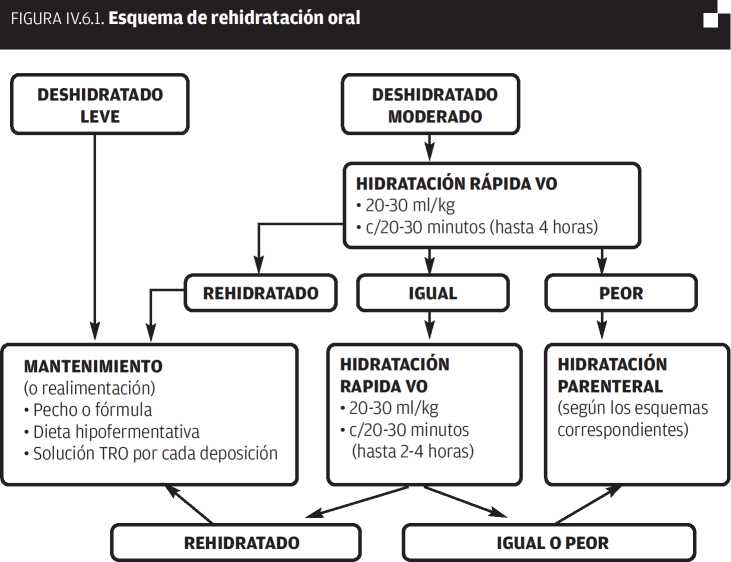 FIGURA IV.6.1. Esquema de rehidratación oral
DESHIDRATADO
LEVE
DESHIDRATADO
MODERADO
HIDRATACIÓN RÁPIDA VO
• 20-30 ml/kg
• c/20-30 minutos (hasta 4 horas)
REHIDRATADO
IGUAL
PEOR
MANTENIMIENTO
(o realimentación)
• Pecho o fórmula
• Dieta hipofermentativa
• Solución TRO por cada deposición
HIDRATACIÓN
RAPIDA VO
• 20-30 ml/kg
• c/20-30 minutos
(hasta 2-4 horas)
HIDRATACIÓN
PARENTERAL
(según los esquemas
correspondientes)
REHIDRATADO
IGUAL O PEOR